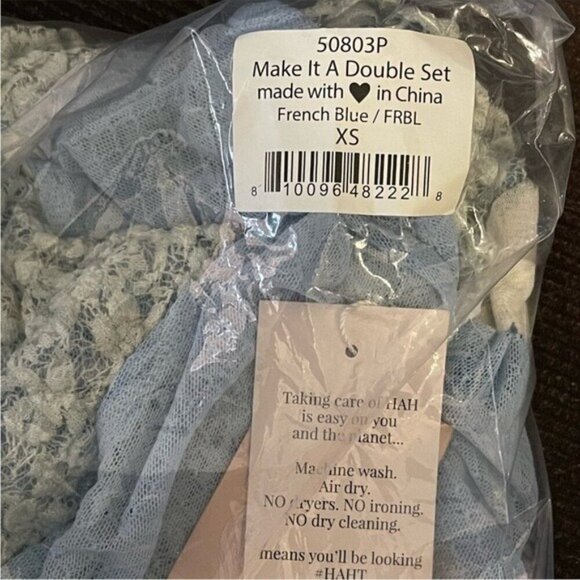 50803P
Make It A Double Set
made with ♥ in China
French Blue / FRBL
XS
8 10096 48222 8
Taking care of HAH
is easy on you
and the planet...
Machine wash.
Air dry.
NO dryers. NO ironing.
NO dry cleaning.
means you'll be looking
#HAHT